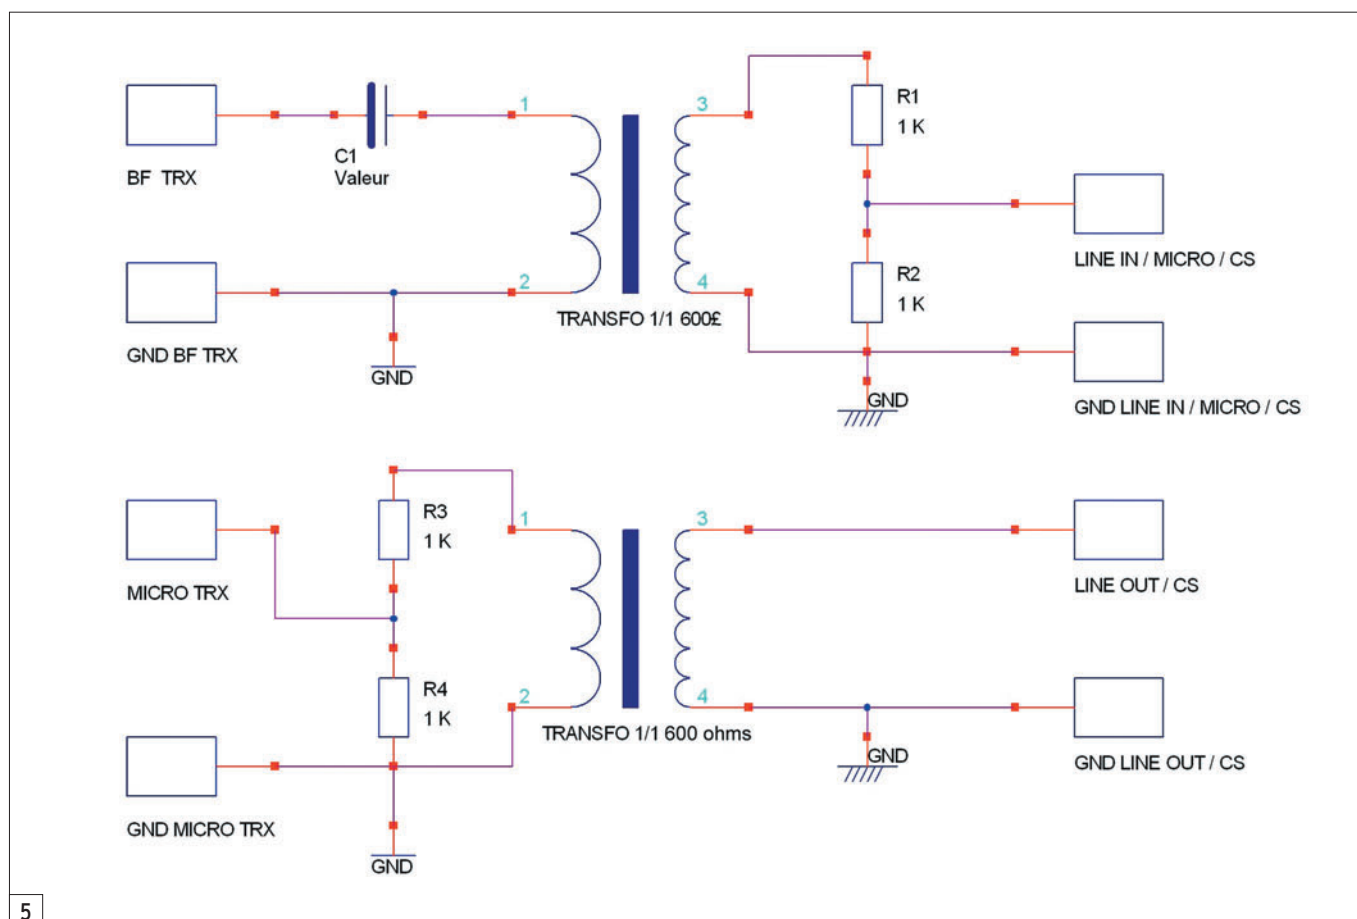 1
3
R1
1 K
C1
Valeur
BF  TRX
LINE IN / MICRO / CS
2
4
R2
1 K
TRANSFO 1/1 600£
GND BF TRX
GND
GND
GND LINE IN / MICRO / CS
R3
1 K
1
3
MICRO TRX
LINE OUT / CS
R4
1 K
2
4
TRANSFO 1/1 600 ohms
GND
GND LINE OUT / CS
GND MICRO TRX
GND
5